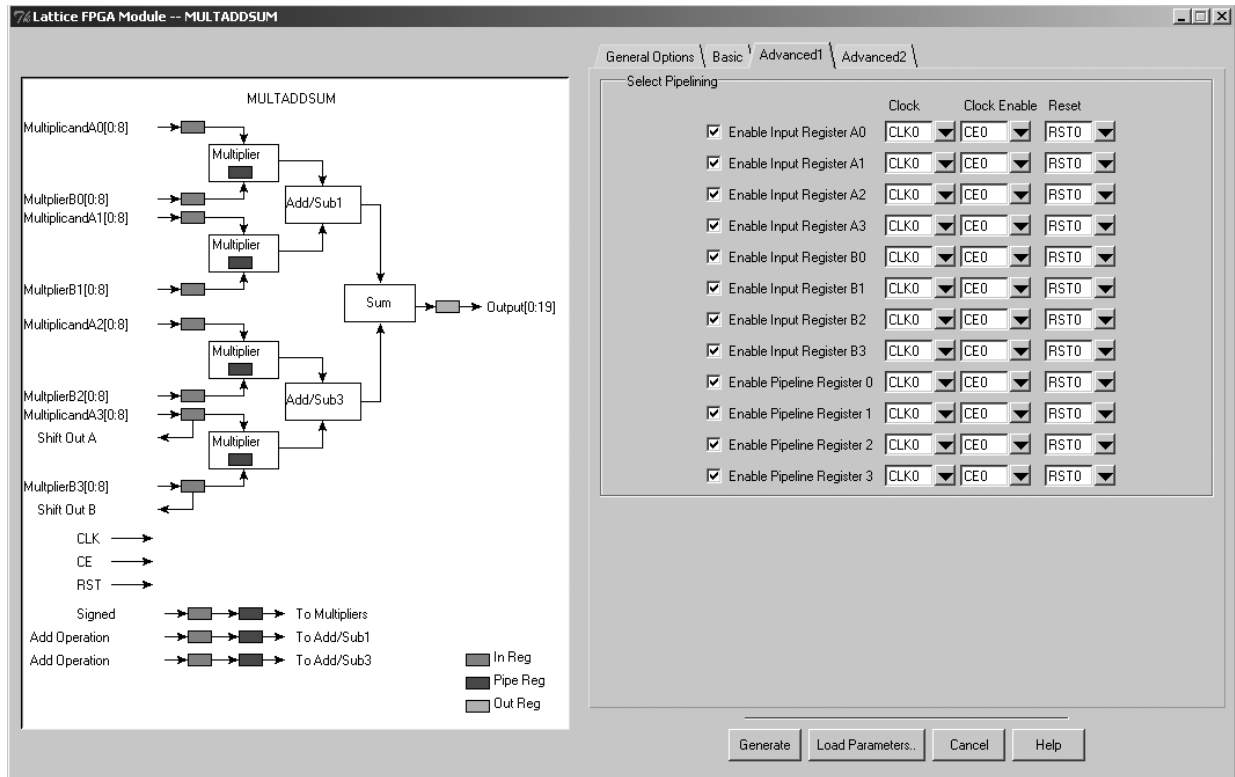 Lattice FPGA Module -- MULTADDSUM
General Options Basic Advanced1 Advanced2
MULTADDSUM
MultiplicandA0[0:8]
Multiplier
MultplierB0[0:8]
MultiplicandA1[0:8]
Add/Sub1
Multiplier
MultplierB1[0:8]
Sum
Output[0:19]
MultiplicandA2[0:8]
Multiplier
MultplierB2[0:8]
MultiplicandA3[0:8]
Add/Sub3
Shift Out A
Multiplier
MultplierB3[0:8]
Shift Out B
CLK
CE
RST
Signed To Multipliers
Add Operation To Add/Sub1
Add Operation To Add/Sub3
In Reg
Pipe Reg
Out Reg
Select Pipelining
Clock Clock Enable Reset
Enable Input Register A0 CLK0 CE0 RST0
Enable Input Register A1 CLK0 CE0 RST0
Enable Input Register A2 CLK0 CE0 RST0
Enable Input Register A3 CLK0 CE0 RST0
Enable Input Register B0 CLK0 CE0 RST0
Enable Input Register B1 CLK0 CE0 RST0
Enable Input Register B2 CLK0 CE0 RST0
Enable Input Register B3 CLK0 CE0 RST0
Enable Pipeline Register 0 CLK0 CE0 RST0
Enable Pipeline Register 1 CLK0 CE0 RST0
Enable Pipeline Register 2 CLK0 CE0 RST0
Enable Pipeline Register 3 CLK0 CE0 RST0
Generate Load Parameters.. Cancel Help